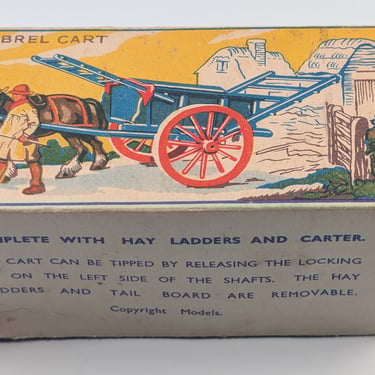 BREL CART
MPLETE WITH HAY LADDERS AND CARTER.
CART CAN BE TIPPED BY RELEASING THE LOCKING
ON THE LEFT SIDE OF THE SHAFTS. THE HAY
DDERS AND TAIL BOARD ARE REMOVABLE.
Copyright Models.